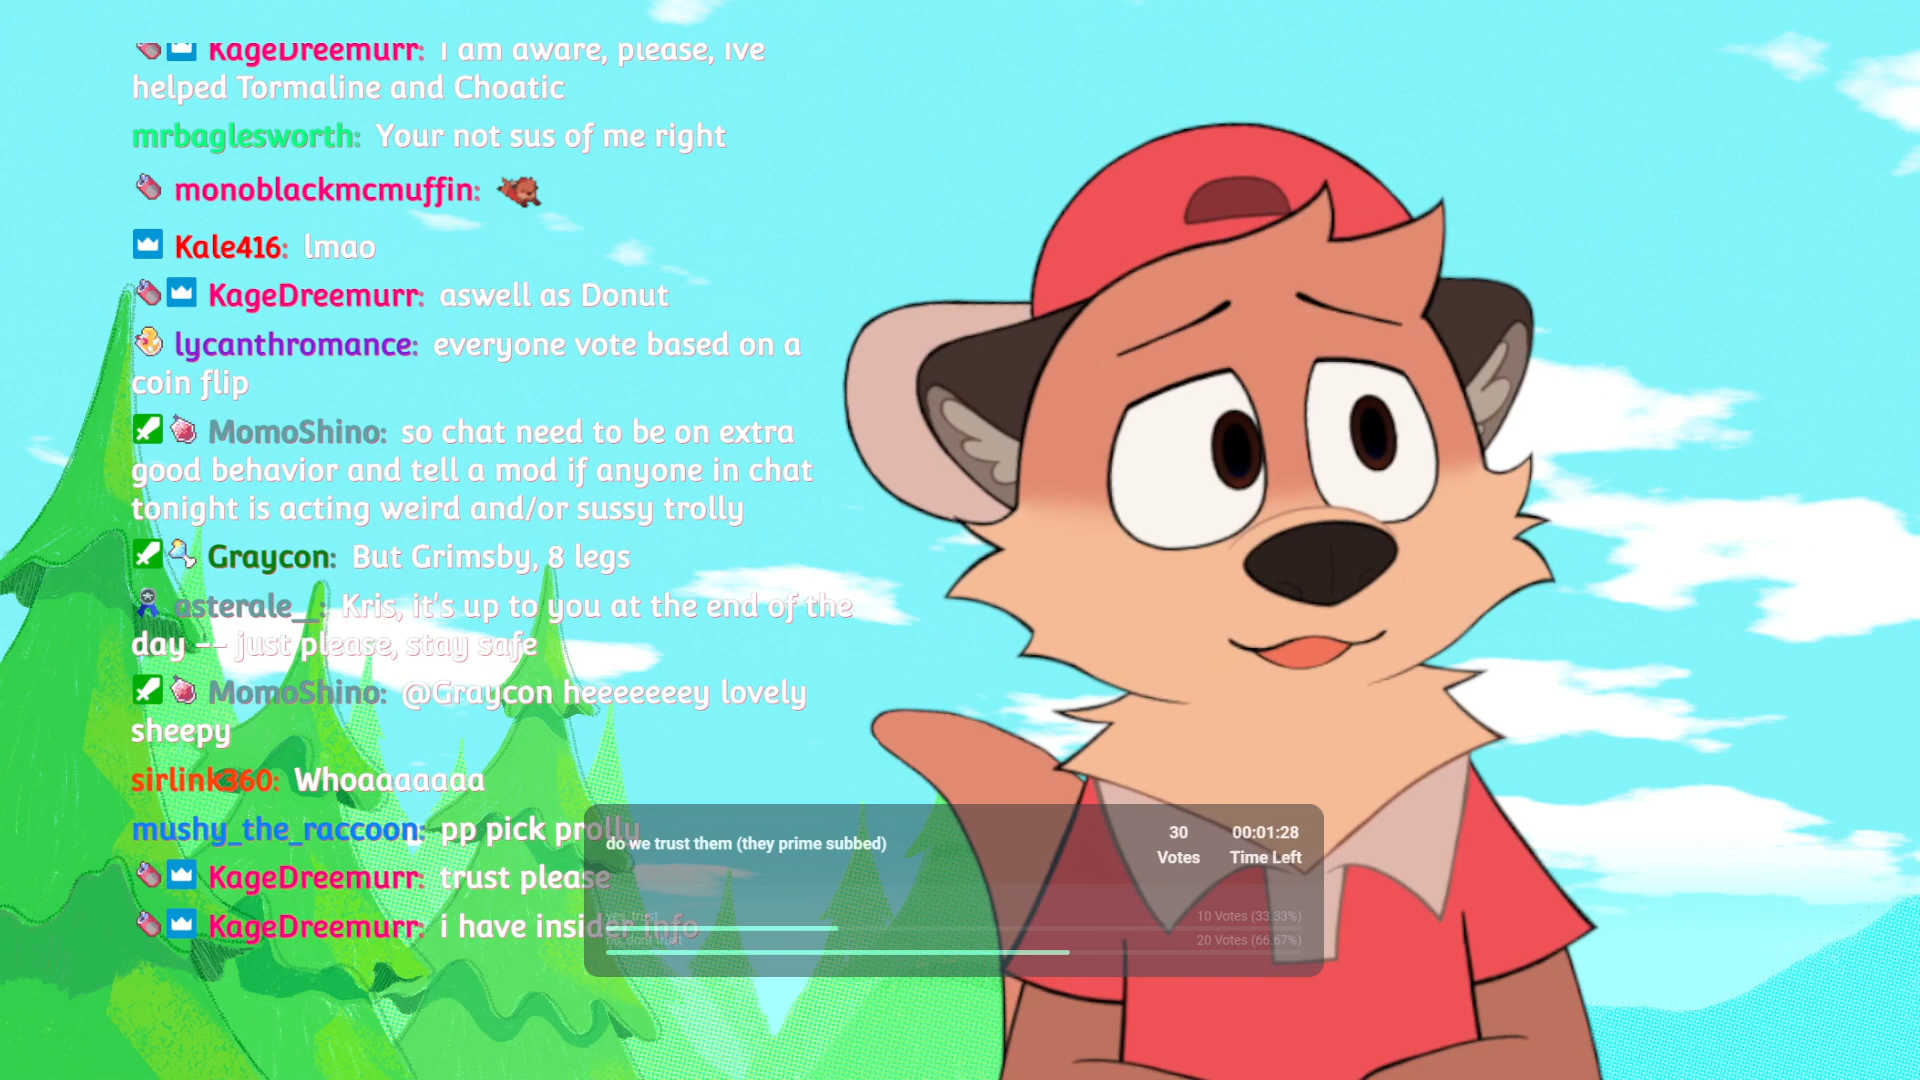 KageDreemurr: i am aware, please, ive
helped Tormaline and Choatic
mrbaglesworth: Your not sus of me right
monoblackmcmuffin:
Kale416: lmao
KageDreemurr: aswell as Donut
lycanthromance: everyone vote based on a
coin flip
MomoShino: so chat need to be on extra
good behavior and tell a mod if anyone in chat
tonight is acting weird and/or sussy trolly
Graycon: But Grimsby, 8 legs
asterale__: Kris, it's up to you at the end of the
day -- just please, stay safe
MomoShino: @Graycon heeeeeeey lovely
sheepy
sirlink360: Whoaaaaaaa
mushy_the_raccoon: pp pick prolly
KageDreemurr: trust please
KageDreemurr: i have insider info
do we trust them (they prime subbed)
30 00:01:28
Votes Time Left
yes, trust 10 Votes (33.33%)
no, dont trust 20 Votes (66.67%)